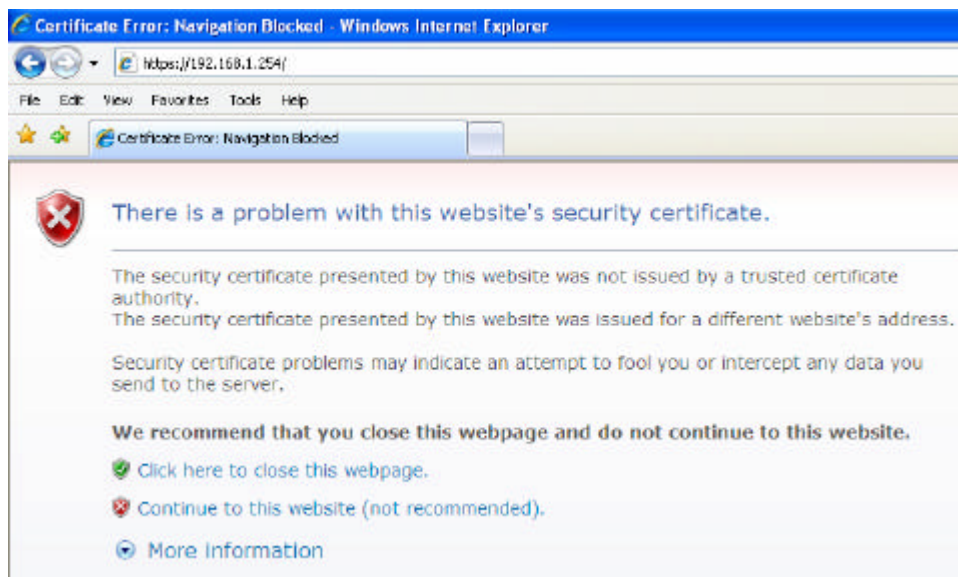 Certificate Error: Navigation Blocked - Windows Internet Explorer
https://192.168.1.254/
File Edit View Favorites Tools Help
Certificate Error: Navigation Blocked
There is a problem with this website's security certificate.
The security certificate presented by this website was not issued by a trusted certificate
authority.
The security certificate presented by this website was issued for a different website's address.
Security certificate problems may indicate an attempt to fool you or intercept any data you
send to the server.
We recommend that you close this webpage and do not continue to this website.
Click here to close this webpage.
Continue to this website (not recommended).
More information